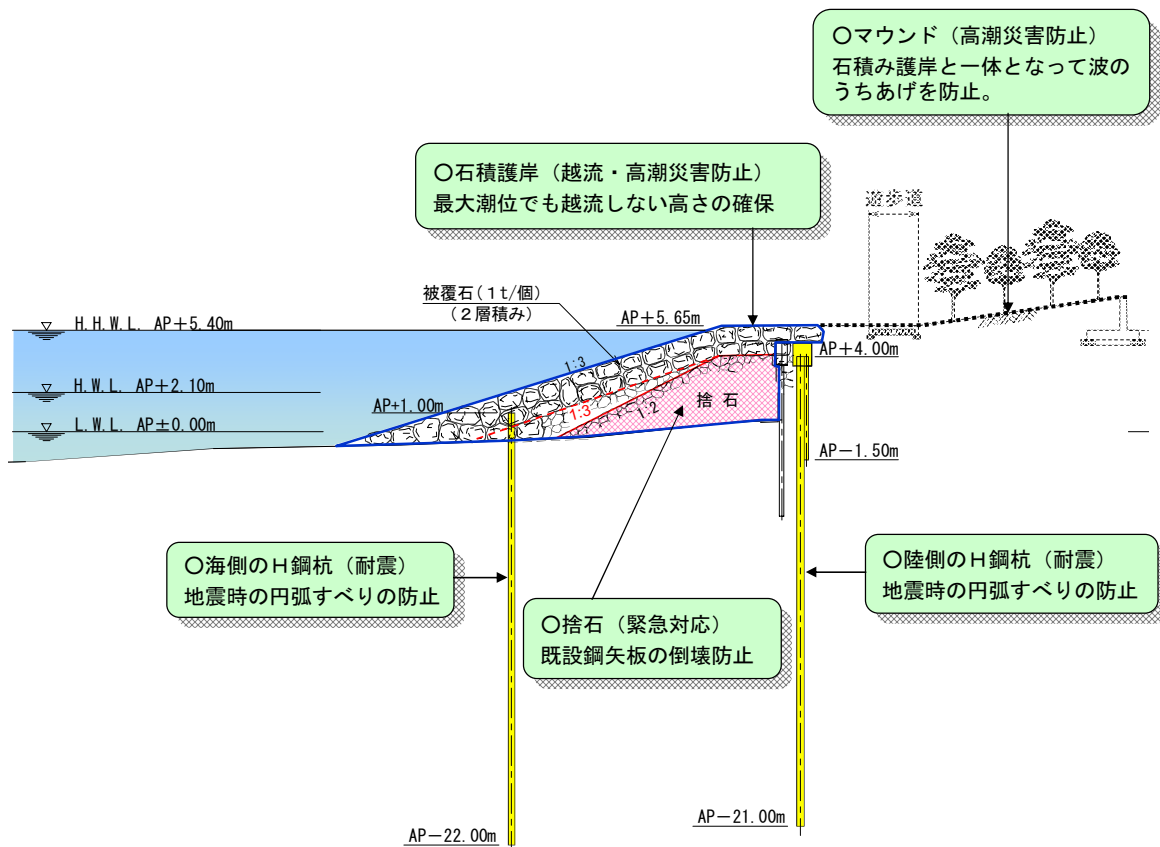 〇マウンド（高潮災害防止）
石積み護岸と一体となって波の
うちあげを防止。
〇石積護岸（越流・高潮災害防止）
最大潮位でも越流しない高さの確保
遊歩道
被覆石(１t/個)
（２層積み）
AP＋5.65m
H.H.W.L. AP＋5.40m
1:3
AP＋4.00m
H.W.L. AP＋2.10m
AP+1.00m
1:3
1:2
捨 石
L.W.L. AP±0.00m
AP－1.50m
〇海側のＨ鋼杭（耐震）
地震時の円弧すべりの防止
〇捨石（緊急対応）
既設鋼矢板の倒壊防止
〇陸側のＨ鋼杭（耐震）
地震時の円弧すべりの防止
AP－22.00m
AP－21.00m